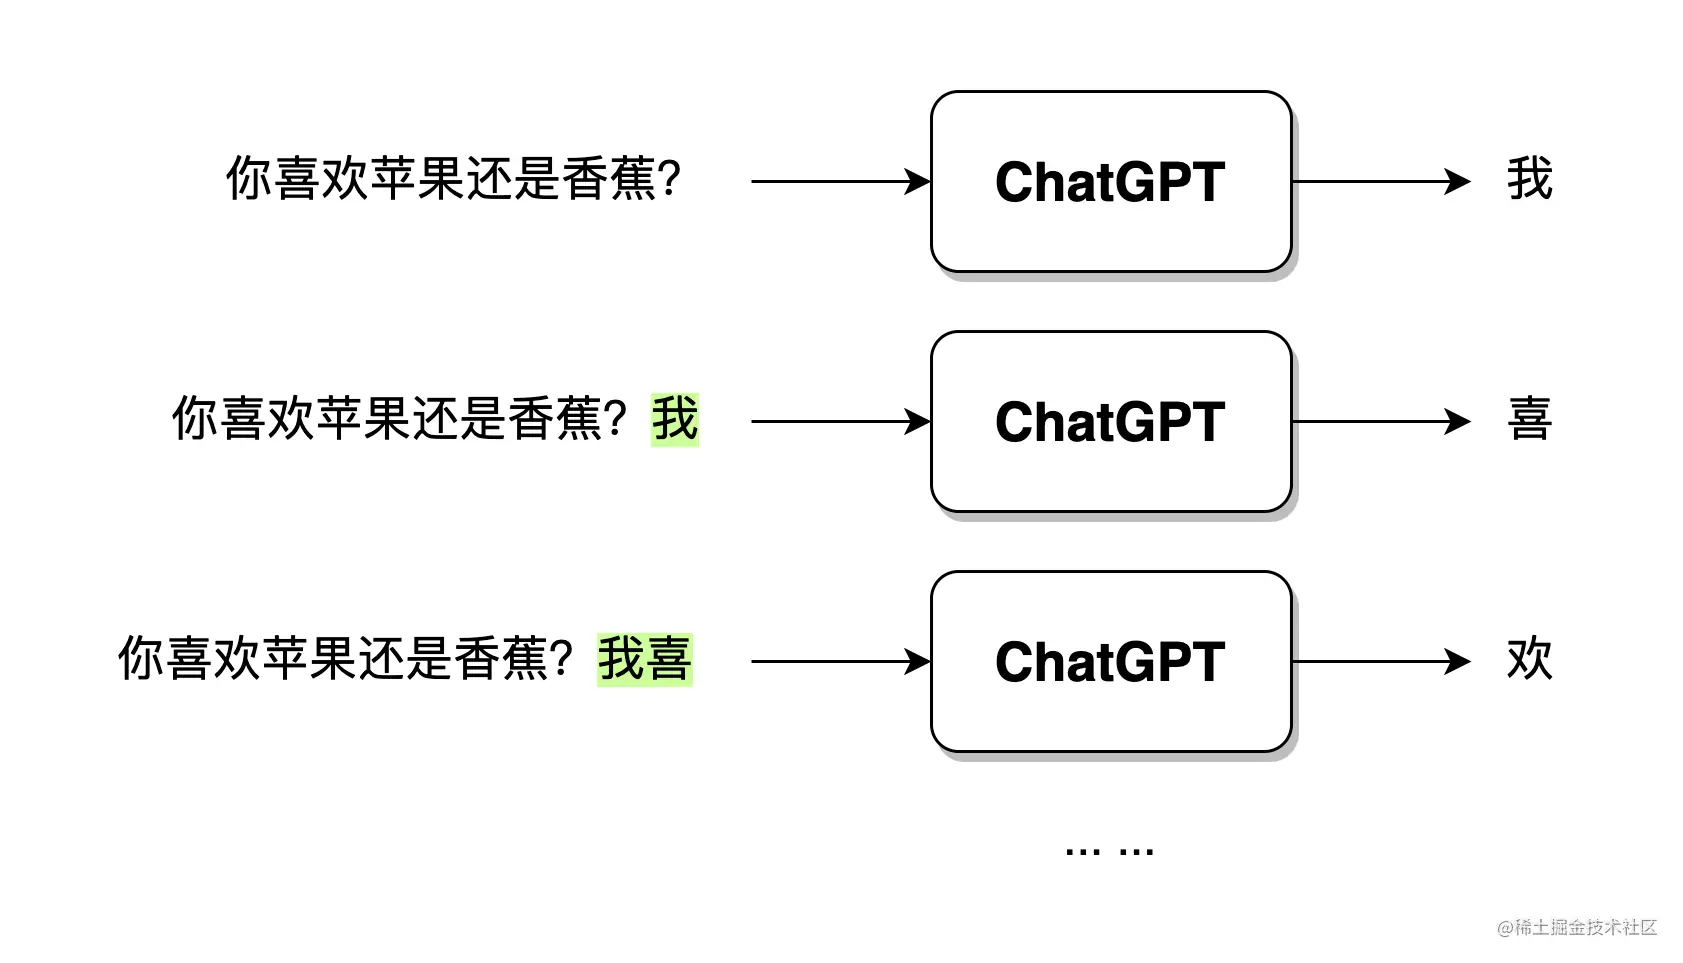 你喜欢苹果还是香蕉？ ChatGPT 我
你喜欢苹果还是香蕉？我 ChatGPT 喜
你喜欢苹果还是香蕉？我喜 ChatGPT 欢
... ...
@稀土掘金技术社区